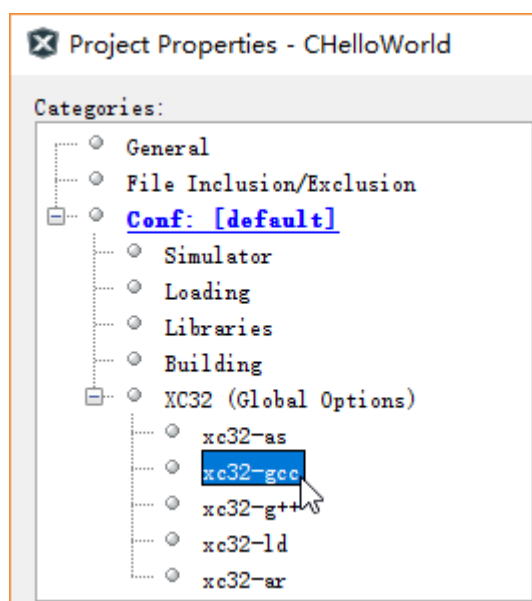 Project Properties - CHelloWorld
Categories:
General
File Inclusion/Exclusion
Conf: [default]
Simulator
Loading
Libraries
Building
XC32 (Global Options)
xc32-as
xc32-gcc
xc32-g++
xc32-ld
xc32-ar